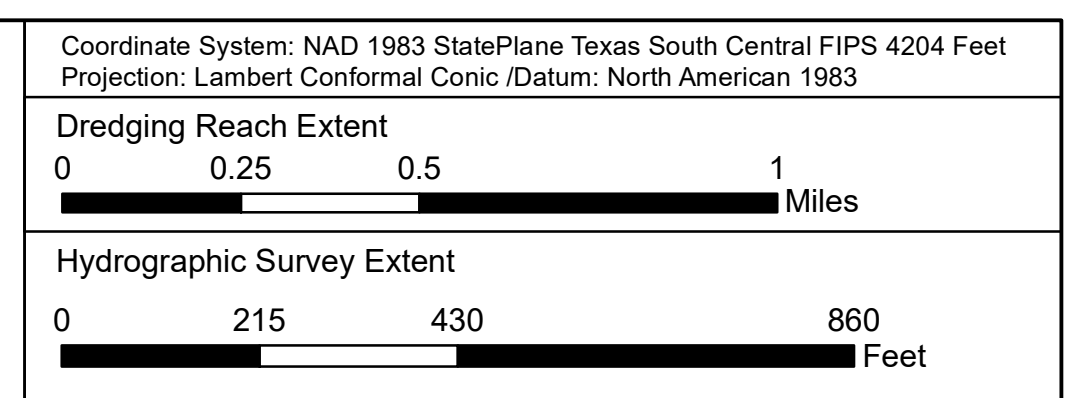 Coordinate System: NAD 1983 StatePlane Texas South Central FIPS 4204 Feet
Projection: Lambert Conformal Conic /Datum: North American 1983
Dredging Reach Extent
0 0.25 0.5 1
Miles
Hydrographic Survey Extent
0 215 430 860
Feet